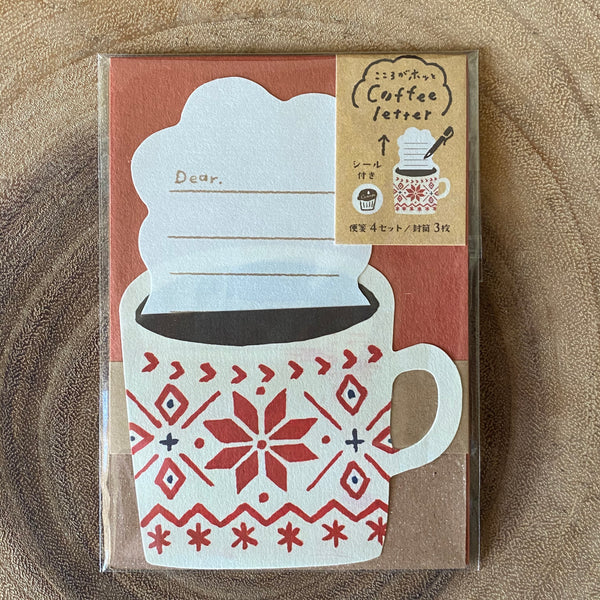 こころがホッと
Coffee
letter
シール
付き
便箋4セット/封筒3枚
Dear.